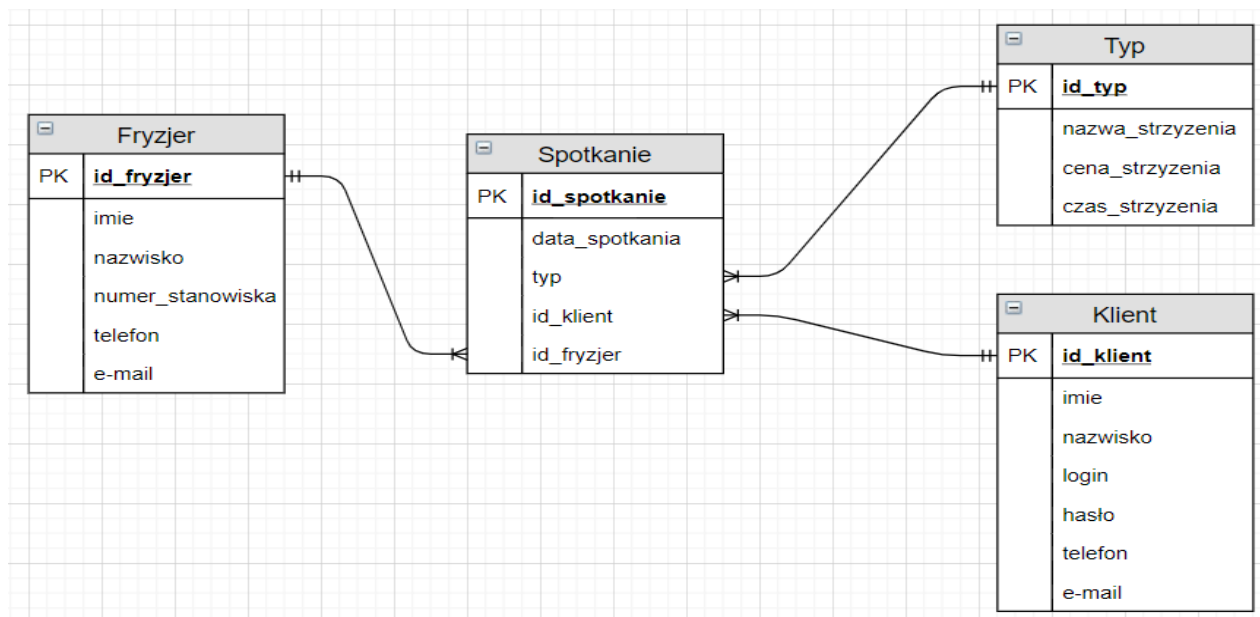 Fryzjer
PK id_fryzjer
imie
nazwisko
numer_stanowiska
telefon
e-mail
Spotkanie
PK id_spotkanie
data_spotkania
typ
id_klient
id_fryzjer
Typ
PK id_typ
nazwa_strzyzenia
cena_strzyzenia
czas_strzyzenia
Klient
PK id_klient
imie
nazwisko
login
hasło
telefon
e-mail